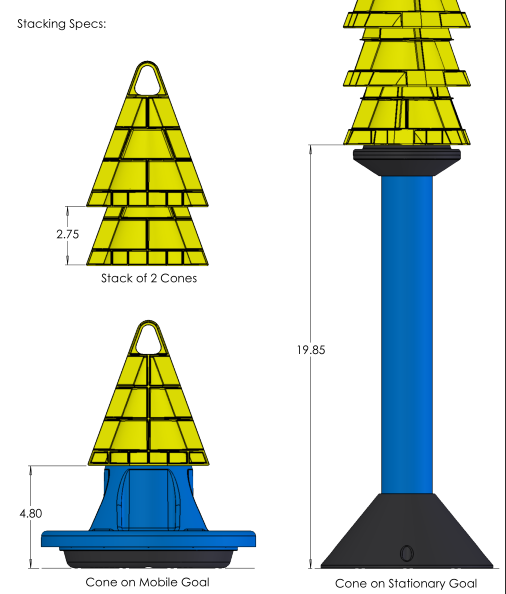 Stacking Specs:
2.75
Stack of 2 Cones
19.85
4.80
Cone on Mobile Goal
Cone on Stationary Goal